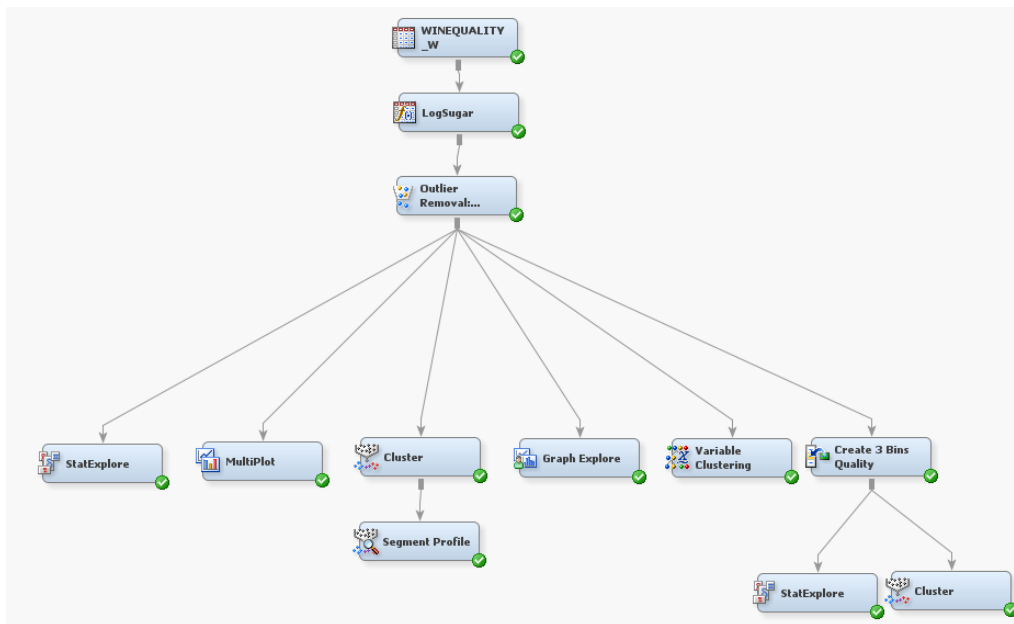 WINEQUALITY
_W
LogSugar
Outlier
Removal:...
StatExplore
MultiPlot
Cluster
Graph Explore
Variable
Clustering
Create 3 Bins
Quality
Segment Profile
StatExplore
Cluster